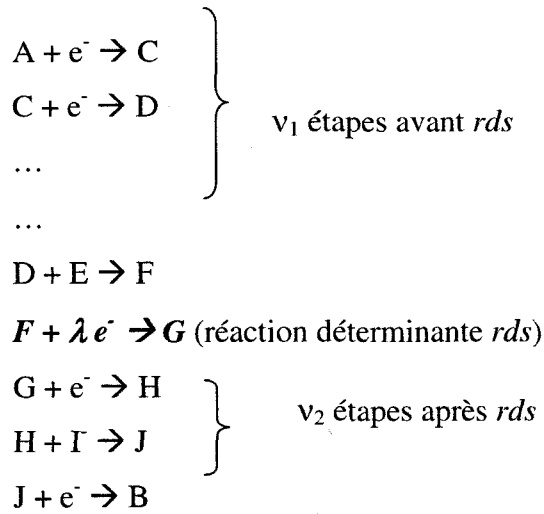 A + e⁻ → C
C + e⁻ → D
ν₁ étapes avant rds
...
...
D + E → F
F + λ e⁻ → G (réaction déterminante rds)
G + e⁻ → H
ν₂ étapes après rds
H + I⁻ → J
J + e⁻ → B